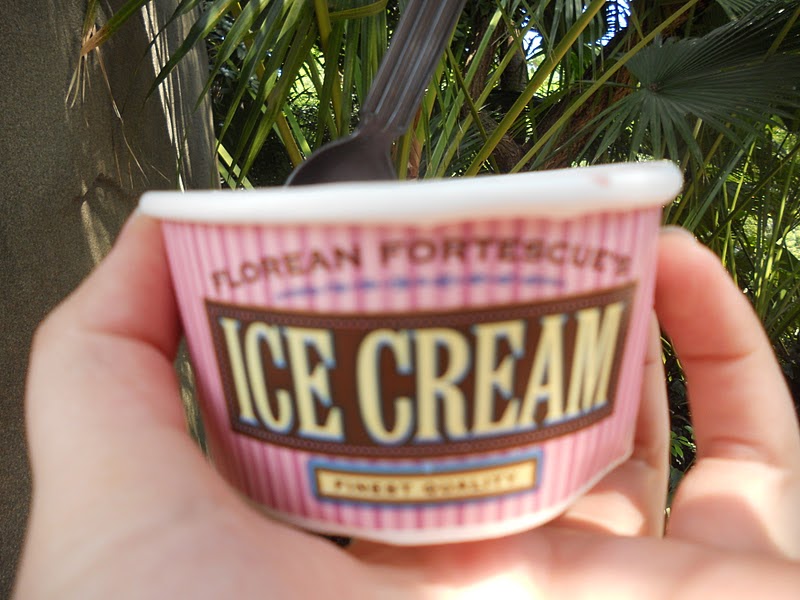 FLOREAN FORTESCUE'S
ICE CREAM
FINEST QUALITY